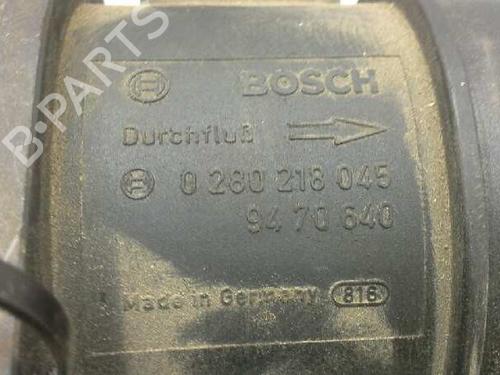 BOSCH
Durchfluß
0 280 218 045
94 70 640
Made in Germany 816
B-PARTS